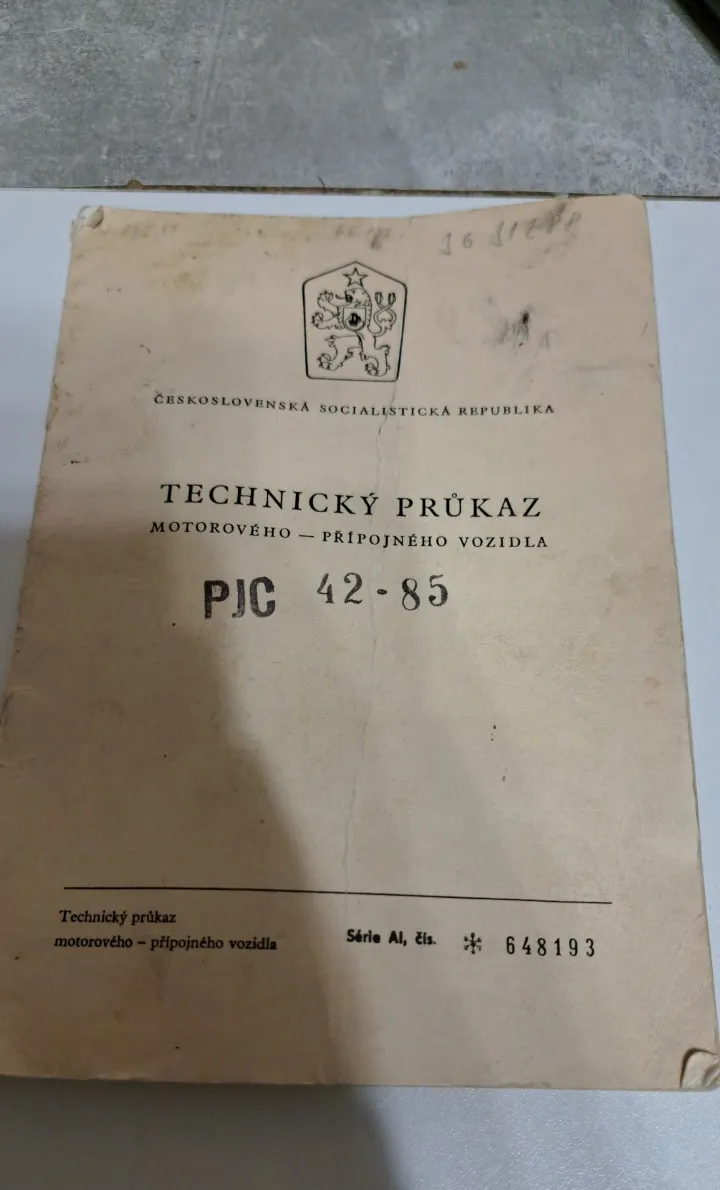 ČESKOSLOVENSKÁ SOCIALISTICKÁ REPUBLIKA
TECHNICKÝ PRŮKAZ
MOTOROVÉHO — PŘÍPOJNÉHO VOZIDLA
PJC 42-85
Technický průkaz
motorového – přípojného vozidla
Série AI, čís. * 648193